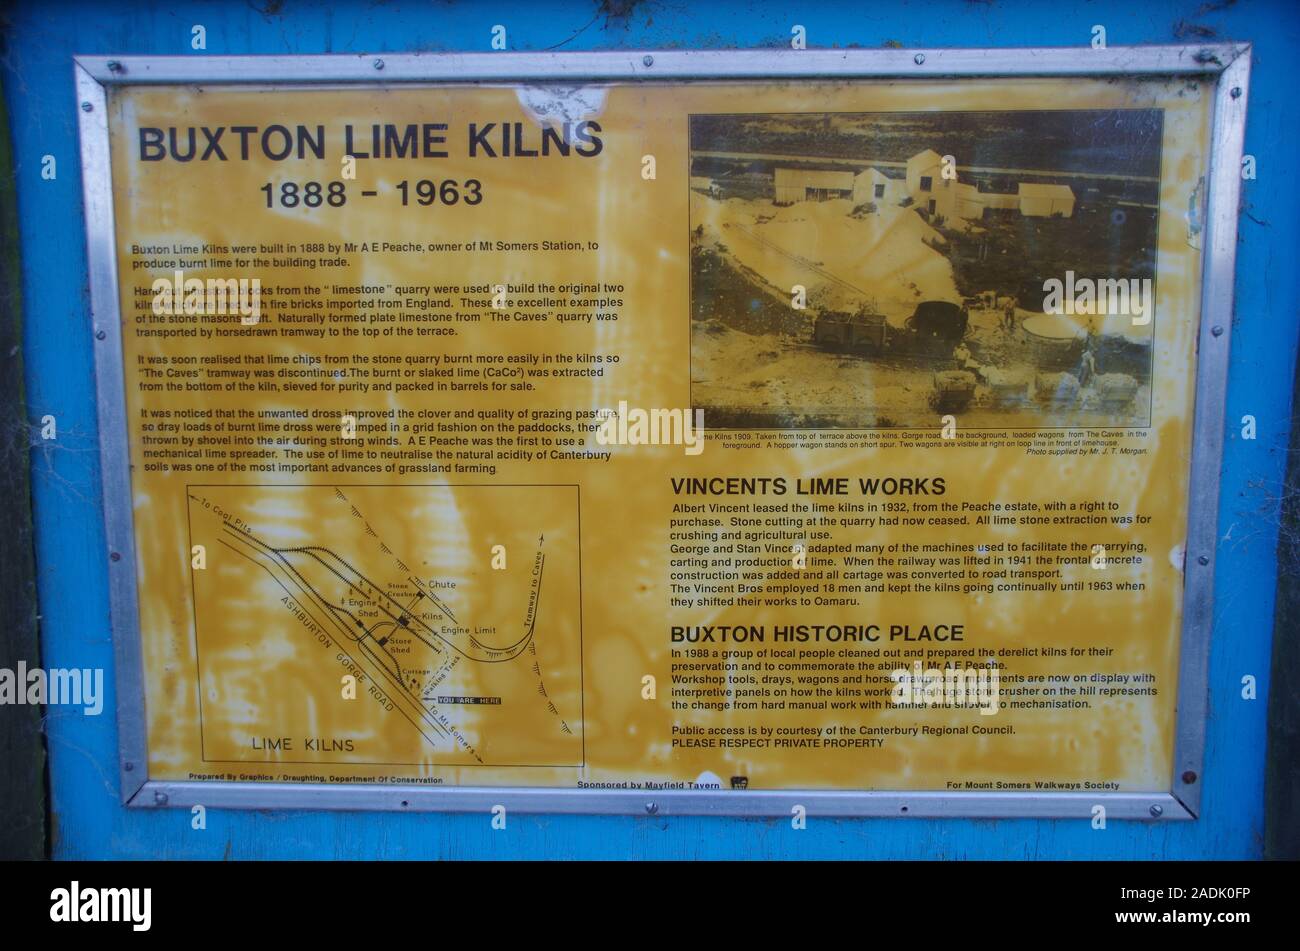 BUXTON LIME KILNS
1888 - 1963
Buxton Lime Kilns were built in 1888 by Mr A E Peache, owner of Mt Somers Station, to
produce burnt lime for the building trade.
Hand cut limestone blocks from the " limestone" quarry were used to build the original two
kilns which are lined with fire bricks imported from England. These are excellent examples
of the stone masons craft. Naturally formed plate limestone from "The Caves" quarry was
transported by horsedrawn tramway to the top of the terrace.
It was soon realised that lime chips from the stone quarry burnt more easily in the kilns so
"The Caves" tramway was discontinued.The burnt or slaked lime (CaCo²) was extracted
from the bottom of the kiln, sieved for purity and packed in barrels for sale.
It was noticed that the unwanted dross improved the clover and quality of grazing pasture,
so dray loads of burnt lime dross were dumped in a grid fashion on the paddocks, then
thrown by shovel into the air during strong winds. A E Peache was the first to use a
mechanical lime spreader. The use of lime to neutralise the natural acidity of Canterbury
soils was one of the most important advances of grassland farming
To Coal Pits
Stone
Crusher
Chute
Engine
Shed
Kilns
Engine Limit
Store
Shed
Cottage
Walking Track
Tramway to Caves
ASHBURTON GORGE ROAD
YOU ARE HERE
To Mt Somers
LIME KILNS
Prepared By Graphics / Draughting, Department Of Conservation
Lime Kilns 1909. Taken from top of terrace above the kilns. Gorge road in the background, loaded wagons from The Caves in the
foreground. A hopper wagon stands on short spur. Two wagons are visible at right on loop line in front of limehouse.
Photo supplied by Mr. J. T. Morgan.
VINCENTS LIME WORKS
Albert Vincent leased the lime kilns in 1932, from the Peache estate, with a right to
purchase. Stone cutting at the quarry had now ceased. All lime stone extraction was for
crushing and agricultural use.
George and Stan Vincent adapted many of the machines used to facilitate the quarrying,
carting and production of lime. When the railway was lifted in 1941 the frontal concrete
construction was added and all cartage was converted to road transport.
The Vincent Bros employed 18 men and kept the kilns going continually until 1963 when
they shifted their works to Oamaru.
BUXTON HISTORIC PLACE
In 1988 a group of local people cleaned out and prepared the derelict kilns for their
preservation and to commemorate the ability of Mr A E Peache.
Workshop tools, drays, wagons and horse drawn road implements are now on display with
interpretive panels on how the kilns worked. The huge stone crusher on the hill represents
the change from hard manual work with hammer and shovel, to mechanisation.
Public access is by courtesy of the Canterbury Regional Council.
PLEASE RESPECT PRIVATE PROPERTY
Sponsored by Mayfield Tavern
For Mount Somers Walkways Society
alamy
Image ID: 2ADK0FP
www.alamy.com